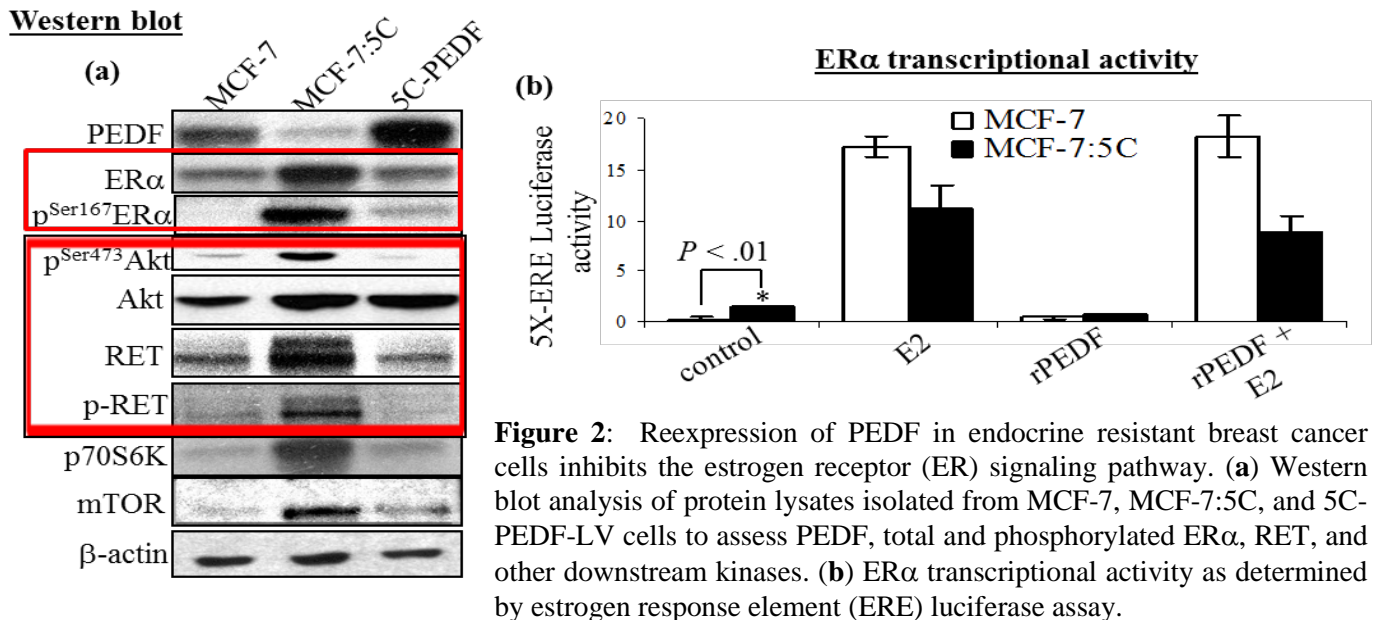 Western blot
(a)
MCF-7
MCF-7:5C
5C-PEDF
PEDF
ERα
pSer167ERα
pSer473Akt
Akt
RET
p-RET
p70S6K
mTOR
β-actin
ERα transcriptional activity
(b)
5X-ERE Luciferase
activity
20
15
10
5
0
MCF-7
MCF-7:5C
P < .01
*
control
E2
rPEDF
rPEDF +
E2
Figure 2: Reexpression of PEDF in endocrine resistant breast cancer
cells inhibits the estrogen receptor (ER) signaling pathway. (a) Western
blot analysis of protein lysates isolated from MCF-7, MCF-7:5C, and 5C-
PEDF-LV cells to assess PEDF, total and phosphorylated ERα, RET, and
other downstream kinases. (b) ERα transcriptional activity as determined
by estrogen response element (ERE) luciferase assay.